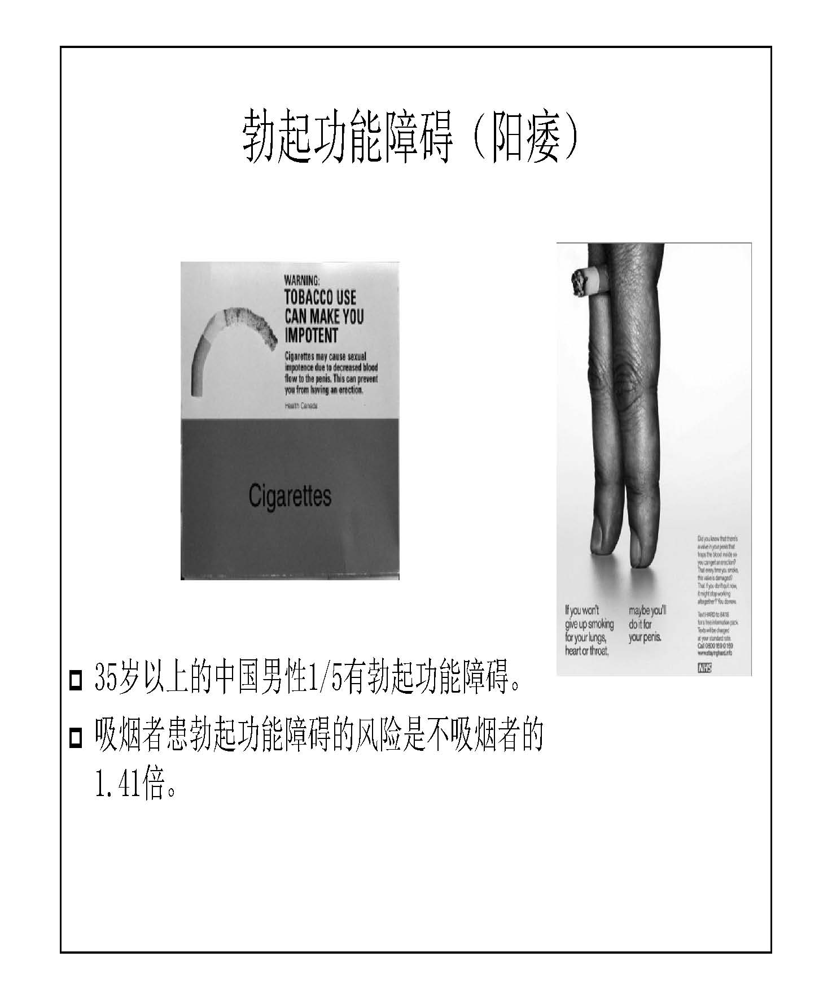 勃起功能障碍（阳痿）
WARNING:
TOBACCO USE
CAN MAKE YOU
IMPOTENT
Cigarettes may cause sexual
impotence due to decreased blood
flow to the penis. This can prevent
you from having an erection.
Health Canada
Cigarettes
If you won't
give up smoking
for your lungs,
heart or throat,
maybe you'll
do it for
your penis.
Did you know that there's
a valve in your penis that
traps the blood inside so
you can get an erection?
That every time you smoke,
this valve is damaged?
That if you don't quit now,
it might stop working
altogether? You do now.
Text HARD to 84118
for a free information pack.
Texts will be charged
at your standard rate.
Call 0800 169 0 169
www.stayinghard.info
NHS
35岁以上的中国男性1/5有勃起功能障碍。
吸烟者患勃起功能障碍的风险是不吸烟者的
1.41倍。